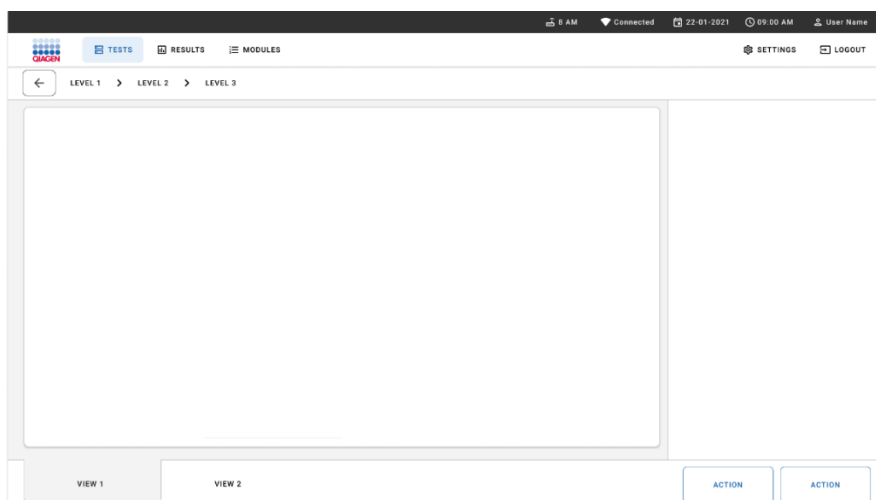 8 AM Connected 22-01-2021 09:00 AM User Name
QIAGEN TESTS RESULTS MODULES SETTINGS LOGOUT
LEVEL 1 LEVEL 2 LEVEL 3
VIEW 1 VIEW 2 ACTION ACTION